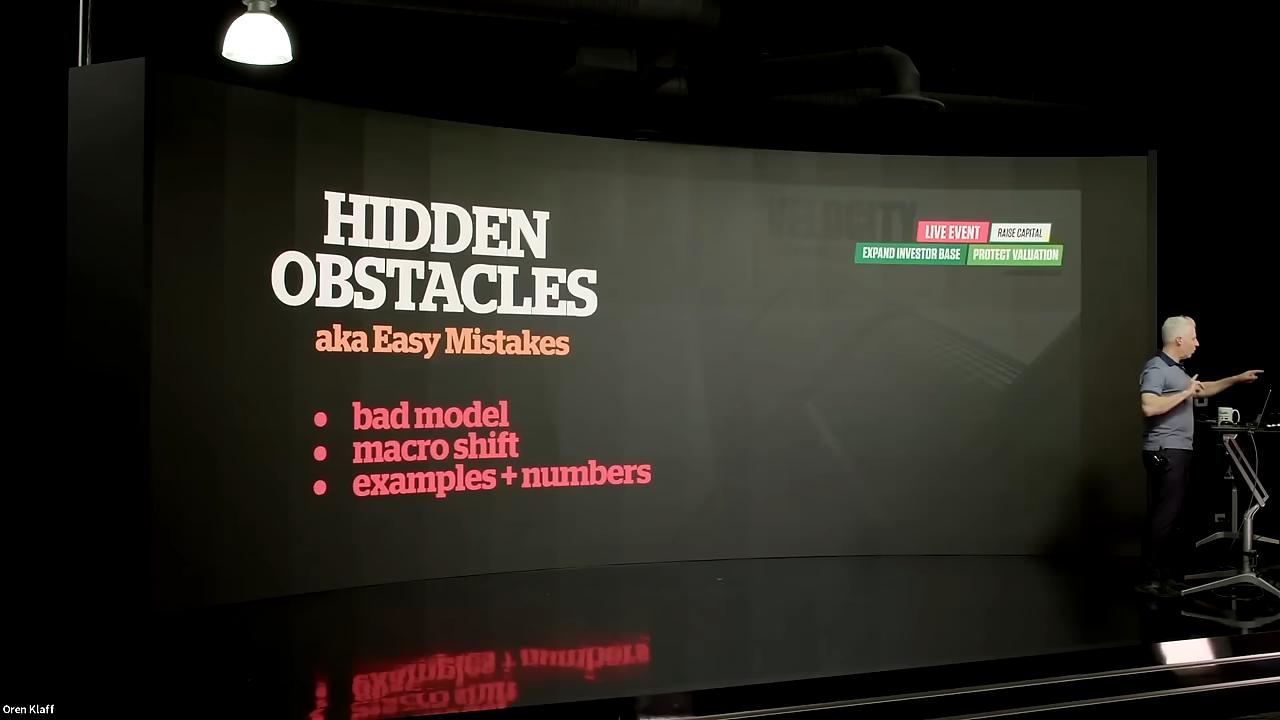 HIDDEN
OBSTACLES
aka Easy Mistakes
• bad model
• macro shift
• examples + numbers
VELOCITY
LIVE EVENT RAISE CAPITAL
EXPAND INVESTOR BASE PROTECT VALUATION
Oren Klaff